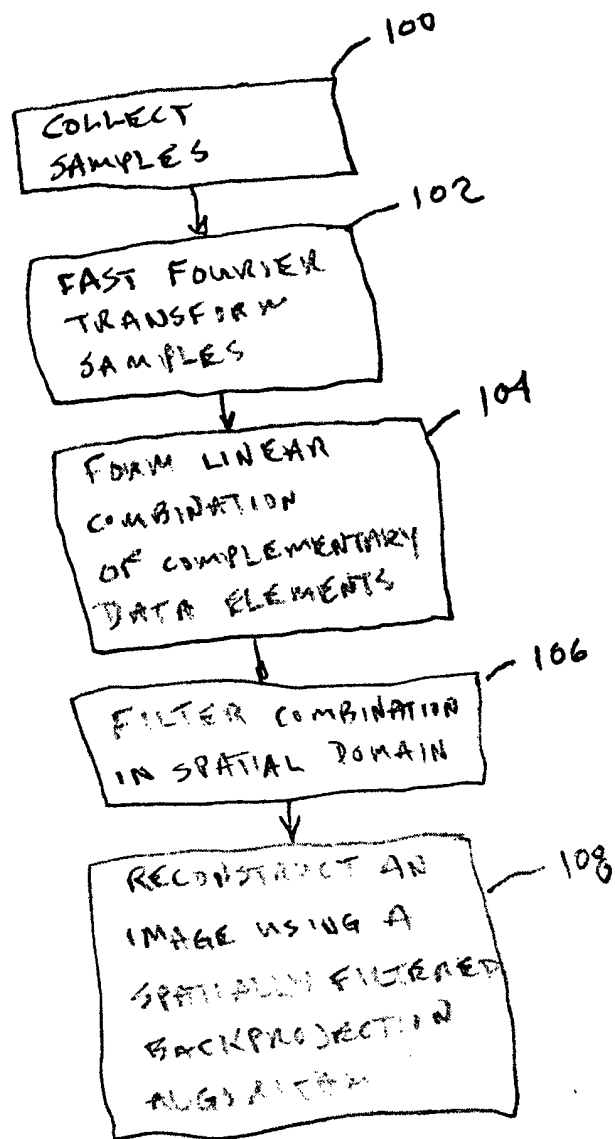 100
COLLECT
SAMPLES
102
FAST FOURIER
TRANSFORM
SAMPLES
104
FORM LINEAR
COMBINATION
OF COMPLEMENTARY
DATA ELEMENTS
106
FILTER COMBINATION
IN SPATIAL DOMAIN
108
RECONSTRUCT AN
IMAGE USING A
SPATIALLY FILTERED
BACKPROJECTION
ALGORITHM